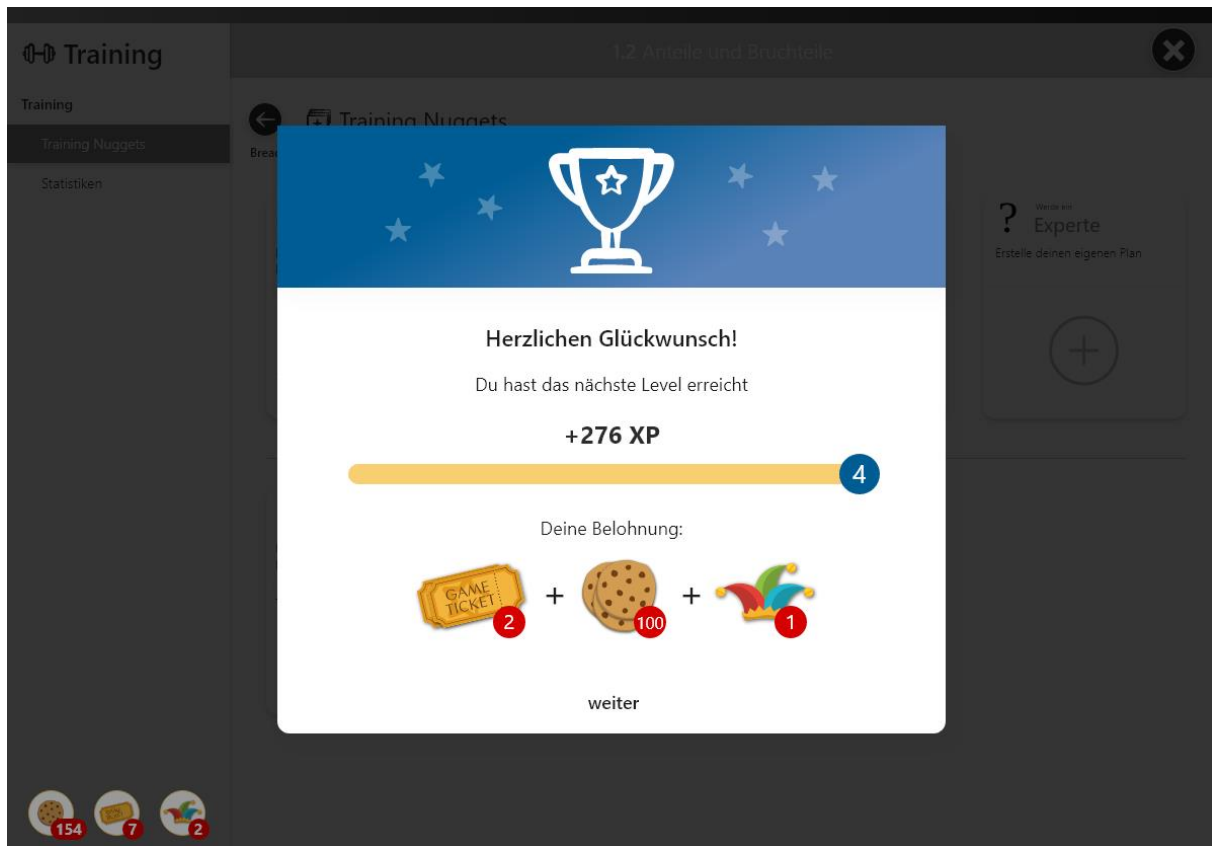 Training
1.2 Anteile und Bruchteile
Training
Training Nuggets
Statistiken
Training Nuggets
Werde ein
Experte
Erstelle deinen eigenen Plan
Herzlichen Glückwunsch!
Du hast das nächste Level erreicht
+276 XP
4
Deine Belohnung:
GAME
TICKET
2
+
100
+
1
weiter
154
7
2